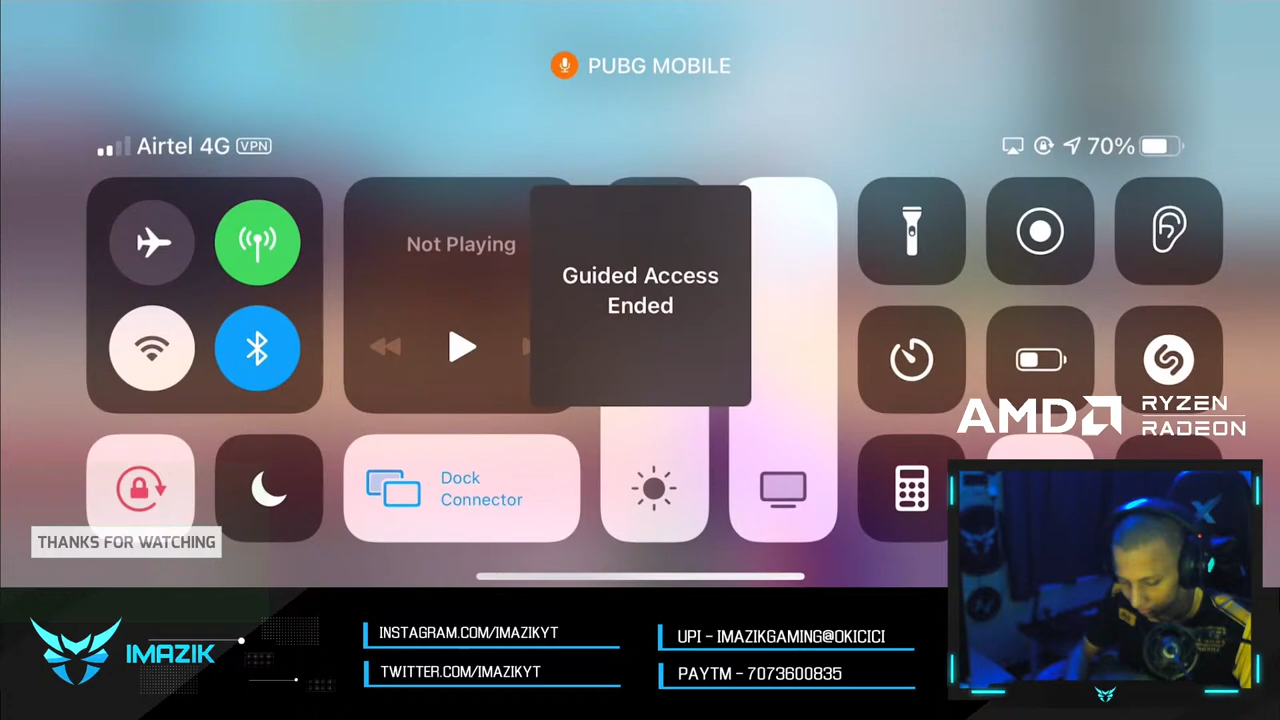 PUBG MOBILE
Airtel 4G VPN
70%
Not Playing
Guided Access
Ended
Dock
Connector
AMD RYZEN
RADEON
THANKS FOR WATCHING
IMAZIK
INSTAGRAM.COM/IMAZIKYT
TWITTER.COM/IMAZIKYT
UPI - IMAZIKGAMING@OKICICI
PAYTM - 7073600835